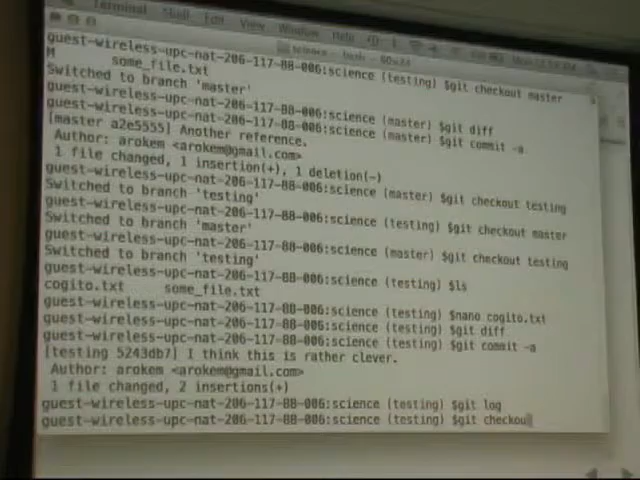 Terminal Shell Edit View Window Help
science — bash — 80x24
guest-wireless-upc-nat-206-117-88-006:science (testing) $git checkout master
M some_file.txt
Switched to branch 'master'
guest-wireless-upc-nat-206-117-88-006:science (master) $git diff
guest-wireless-upc-nat-206-117-88-006:science (master) $git commit -a
[master a2e5555] Another reference.
Author: arokem <arokem@gmail.com>
1 file changed, 1 insertion(+), 1 deletion(-)
guest-wireless-upc-nat-206-117-88-006:science (master) $git checkout testing
Switched to branch 'testing'
guest-wireless-upc-nat-206-117-88-006:science (testing) $git checkout master
Switched to branch 'master'
guest-wireless-upc-nat-206-117-88-006:science (master) $git checkout testing
Switched to branch 'testing'
guest-wireless-upc-nat-206-117-88-006:science (testing) $ls
cogito.txt some_file.txt
guest-wireless-upc-nat-206-117-88-006:science (testing) $nano cogito.txt
guest-wireless-upc-nat-206-117-88-006:science (testing) $git diff
guest-wireless-upc-nat-206-117-88-006:science (testing) $git commit -a
[testing 5243db7] I think this is rather clever.
Author: arokem <arokem@gmail.com>
1 file changed, 2 insertions(+)
guest-wireless-upc-nat-206-117-88-006:science (testing) $git log
guest-wireless-upc-nat-206-117-88-006:science (testing) $git checkou